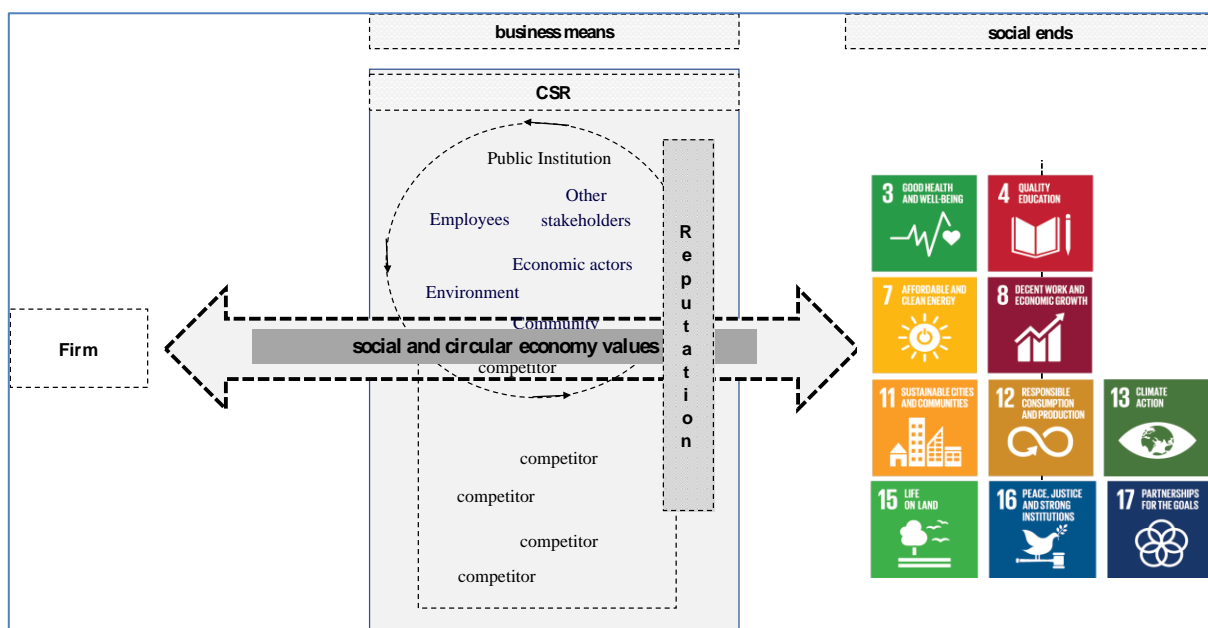 business means
social ends
CSR
Public Institution
Other
stakeholders
Employees
Economic actors
Environment
Community
social and circular economy values
competitor
Firm
Reputation
competitor
competitor
competitor
competitor
3 GOOD HEALTH
AND WELL-BEING
4 QUALITY
EDUCATION
7 AFFORDABLE AND
CLEAN ENERGY
8 DECENT WORK AND
ECONOMIC GROWTH
11 SUSTAINABLE CITIES
AND COMMUNITIES
12 RESPONSIBLE
CONSUMPTION
AND PRODUCTION
13 CLIMATE
ACTION
15 LIFE
ON LAND
16 PEACE, JUSTICE
AND STRONG
INSTITUTIONS
17 PARTNERSHIPS
FOR THE GOALS